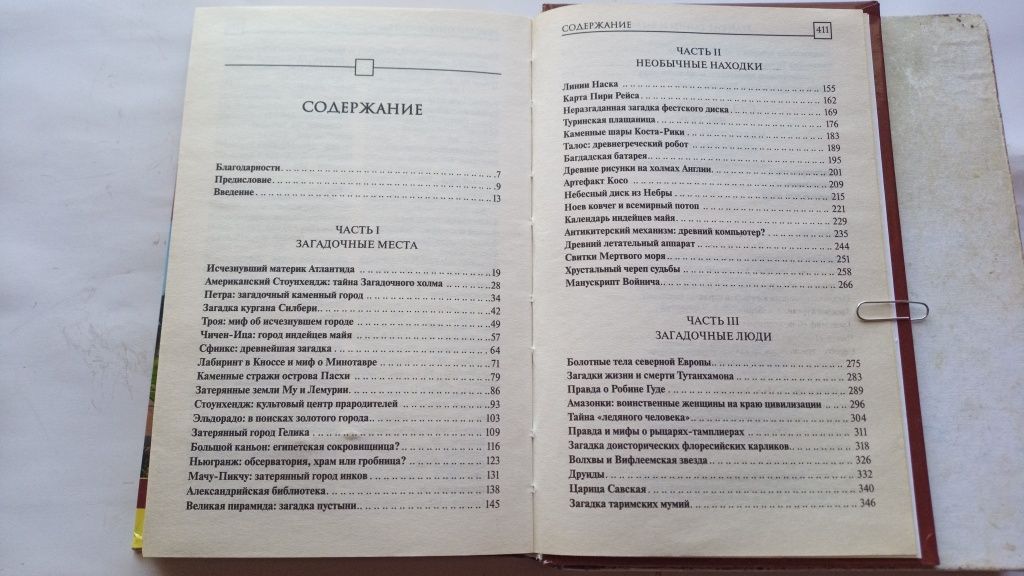 СОДЕРЖАНИЕ
Благодарности 7
Предисловие 9
Введение 13
ЧАСТЬ I
ЗАГАДОЧНЫЕ МЕСТА
Исчезнувший материк Атлантида 19
Американский Стоунхендж: тайна Загадочного холма 28
Петра: загадочный каменный город 34
Загадка кургана Силбери 42
Троя: миф об исчезнувшем городе 49
Чичен-Ица: город индейцев майя 57
Сфинкс: древнейшая загадка 64
Лабиринт в Кноссе и миф о Минотавре 71
Каменные стражи острова Пасхи 79
Затерянные земли Му и Лемурии 86
Стоунхендж: культовый центр прародителей 93
Эльдорадо: в поисках золотого города 103
Затерянный город Гелика 109
Большой каньон: египетская сокровищница? 116
Ньюгранж: обсерватория, храм или гробница? 123
Мачу-Пикчу: затерянный город инков 131
Александрийская библиотека 138
Великая пирамида: загадка пустыни 145
СОДЕРЖАНИЕ 411
ЧАСТЬ II
НЕОБЫЧНЫЕ НАХОДКИ
Линии Наска 155
Карта Пири Рейса 162
Неразгаданная загадка фестского диска 169
Туринская плащаница 176
Каменные шары Коста-Рики 183
Талос: древнегреческий робот 189
Багдадская батарея 195
Древние рисунки на холмах Англии 201
Артефакт Косо 209
Небесный диск из Небры 215
Ноев ковчег и всемирный потоп 221
Календарь индейцев майя 229
Антикитерский механизм: древний компьютер? 235
Древний летательный аппарат 244
Свитки Мертвого моря 251
Хрустальный череп судьбы 258
Манускрипт Войнича 266
ЧАСТЬ III
ЗАГАДОЧНЫЕ ЛЮДИ
Болотные тела северной Европы 275
Загадки жизни и смерти Тутанхамона 283
Правда о Робине Гуде 289
Амазонки: воинственные женщины на краю цивилизации 296
Тайна «ледяного человека» 304
Правда и мифы о рыцарях-тамплиерах 311
Загадка доисторических флоресийских карликов 318
Волхвы и Вифлеемская звезда 326
Друиды 332
Царица Савская 340
Загадка таримских мумий 346